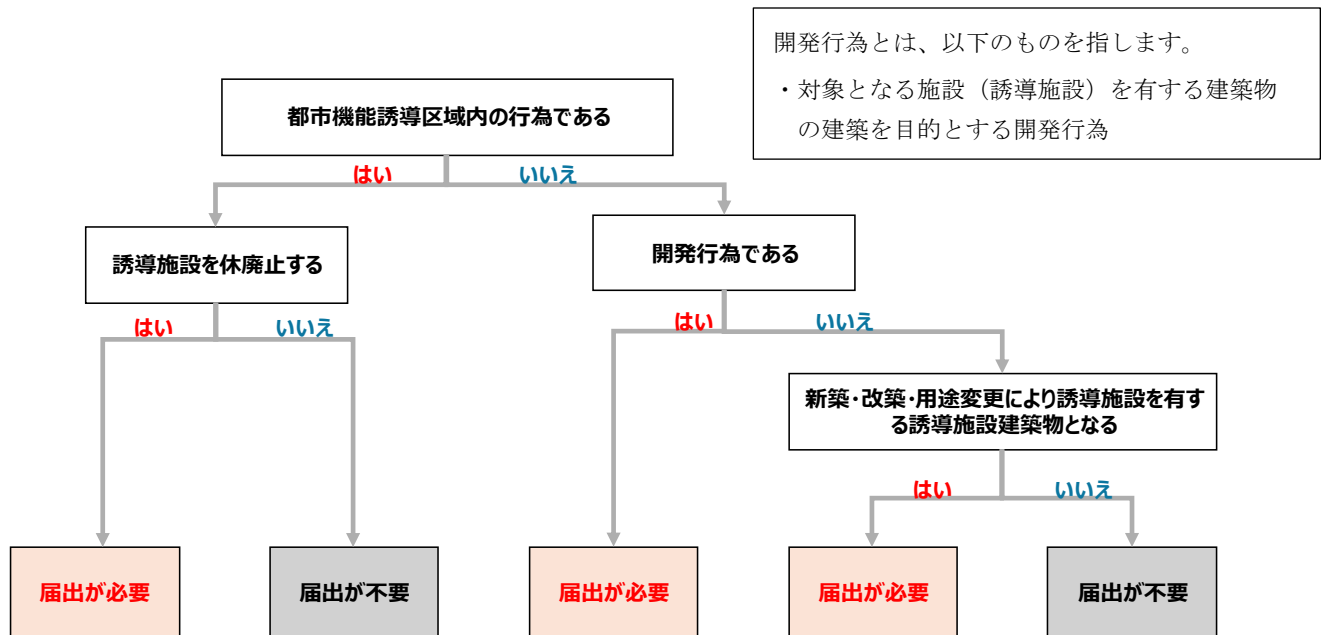 開発行為とは、以下のものを指します。
・対象となる施設（誘導施設）を有する建築物
の建築を目的とする開発行為
都市機能誘導区域内の行為である
はい
いいえ
誘導施設を休廃止する
開発行為である
はい
いいえ
はい
いいえ
新築・改築・用途変更により誘導施設を有す
る誘導施設建築物となる
はい
いいえ
届出が必要
届出が不要
届出が必要
届出が必要
届出が不要